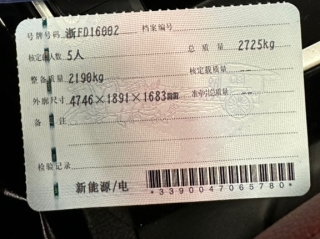 号牌号码 浙FD16002 档案编号
核定载人数 5人 总质量 2725kg
整备质量 2190kg 核定载质量 --
外廓尺寸 4746×1891×1683mm 准牵引总质量 --
备注
检验记录
新能源/电
*3390047065780*